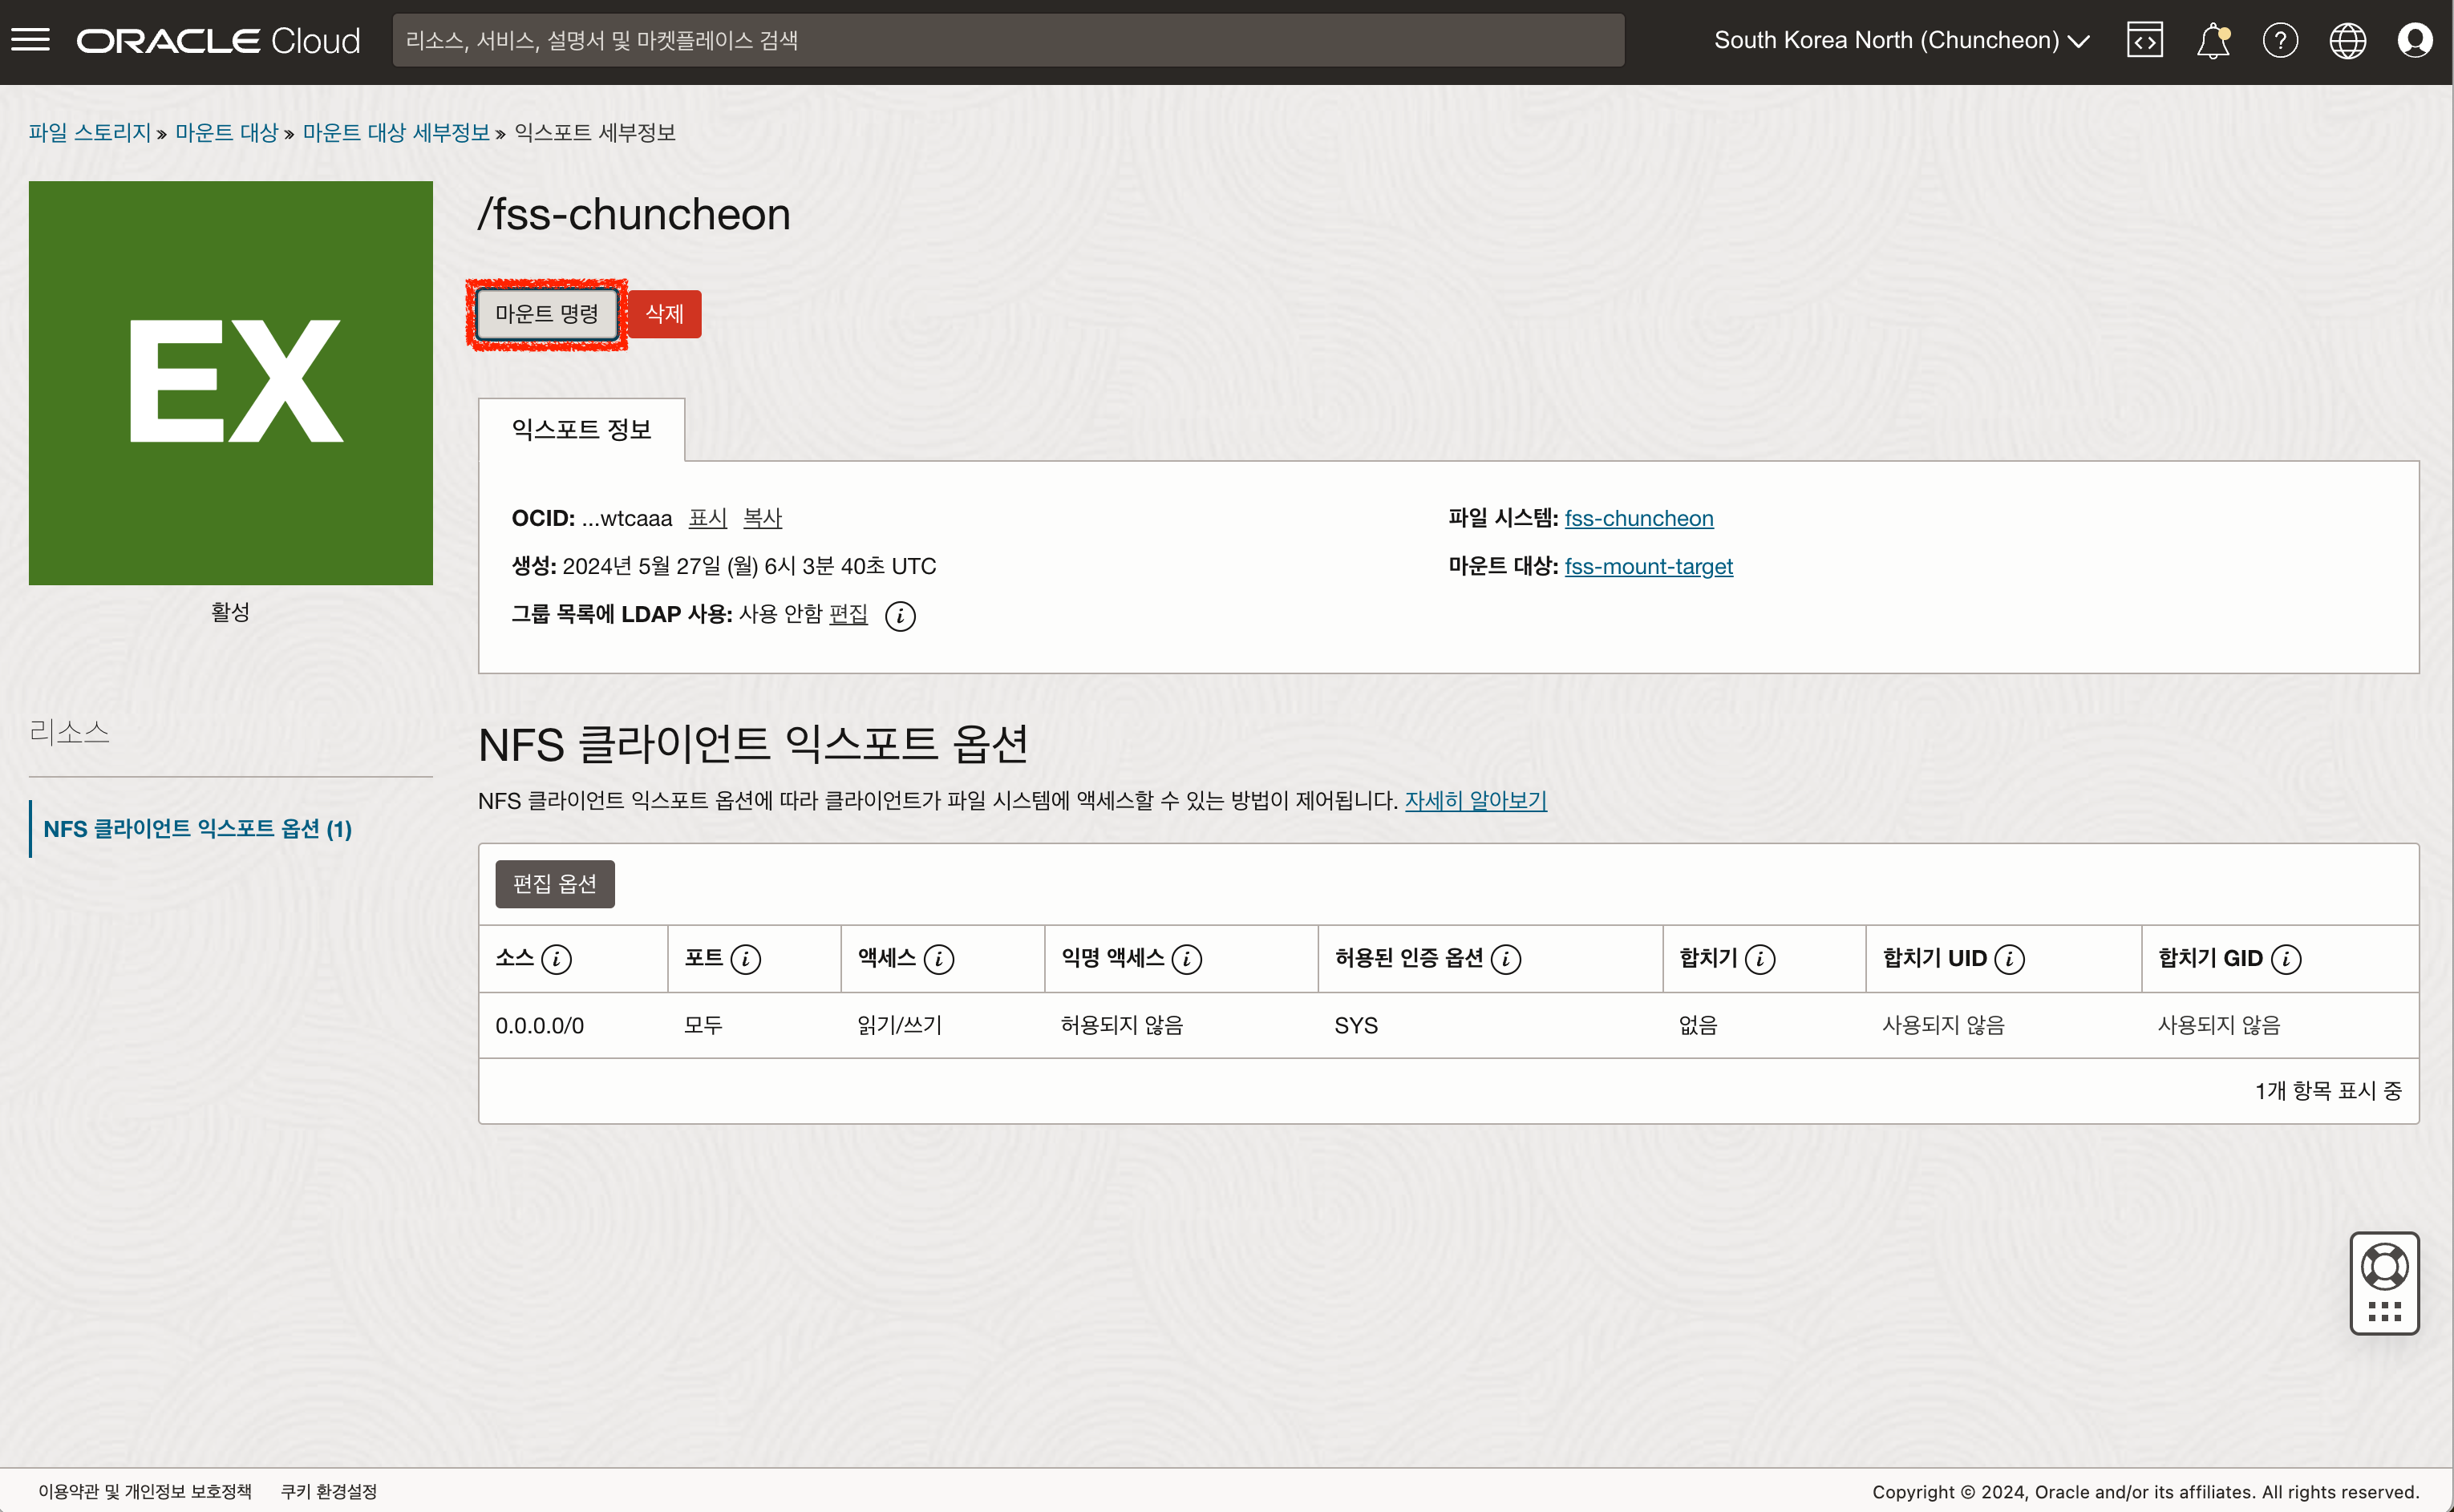 ORACLE Cloud
리소스, 서비스, 설명서 및 마켓플레이스 검색
South Korea North (Chuncheon)
파일 스토리지 » 마운트 대상 » 마운트 대상 세부정보 » 익스포트 세부정보
EX
활성
/fss-chuncheon
마운트 명령 삭제
익스포트 정보
OCID: ...wtcaaa 표시 복사
생성: 2024년 5월 27일 (월) 6시 3분 40초 UTC
그룹 목록에 LDAP 사용: 사용 안함 편집
파일 시스템: fss-chuncheon
마운트 대상: fss-mount-target
리소스
NFS 클라이언트 익스포트 옵션 (1)
NFS 클라이언트 익스포트 옵션
NFS 클라이언트 익스포트 옵션에 따라 클라이언트가 파일 시스템에 액세스할 수 있는 방법이 제어됩니다. 자세히 알아보기
편집 옵션
소스 포트 액세스 익명 액세스 허용된 인증 옵션 합치기 합치기 UID 합치기 GID
0.0.0.0/0 모두 읽기/쓰기 허용되지 않음 SYS 없음 사용되지 않음 사용되지 않음
1개 항목 표시 중
이용약관 및 개인정보 보호정책 쿠키 환경설정
Copyright © 2024, Oracle and/or its affiliates. All rights reserved.